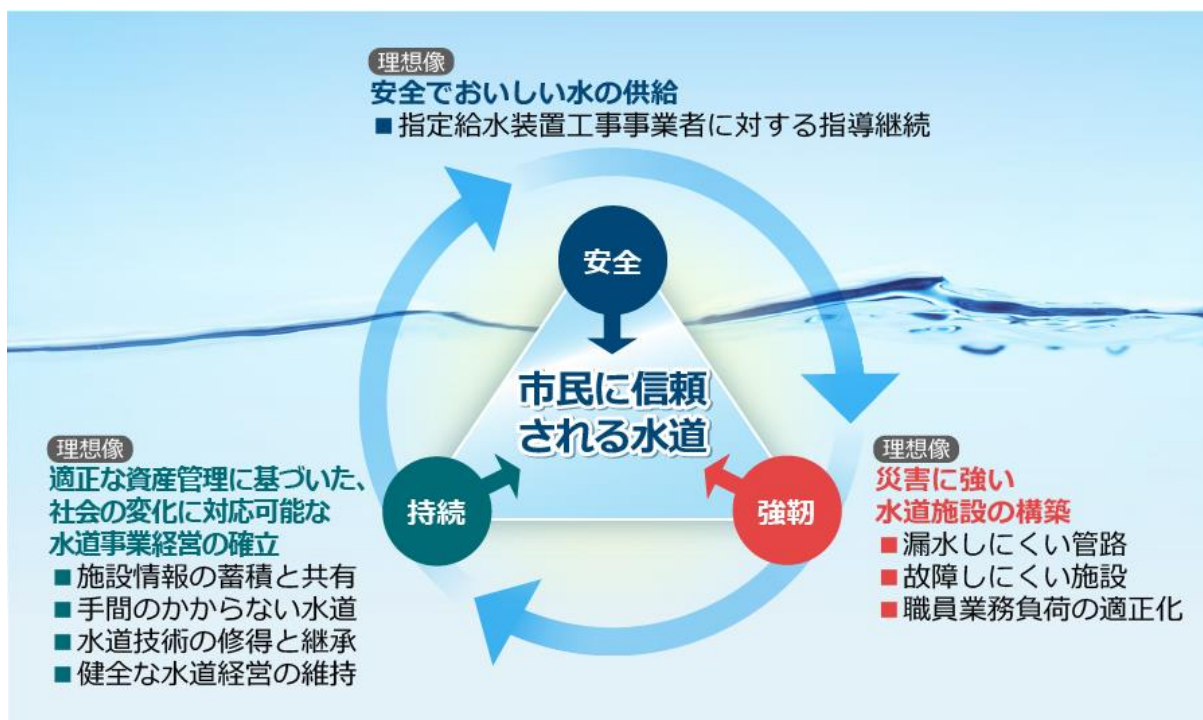 理想像
安全でおいしい水の供給
■指定給水装置工事事業者に対する指導継続
安全
市民に信頼
される水道
持続
強靭
理想像
適正な資産管理に基づいた、
社会の変化に対応可能な
水道事業経営の確立
■施設情報の蓄積と共有
■手間のかからない水道
■水道技術の修得と継承
■健全な水道経営の維持
理想像
災害に強い
水道施設の構築
■漏水しにくい管路
■故障しにくい施設
■職員業務負荷の適正化